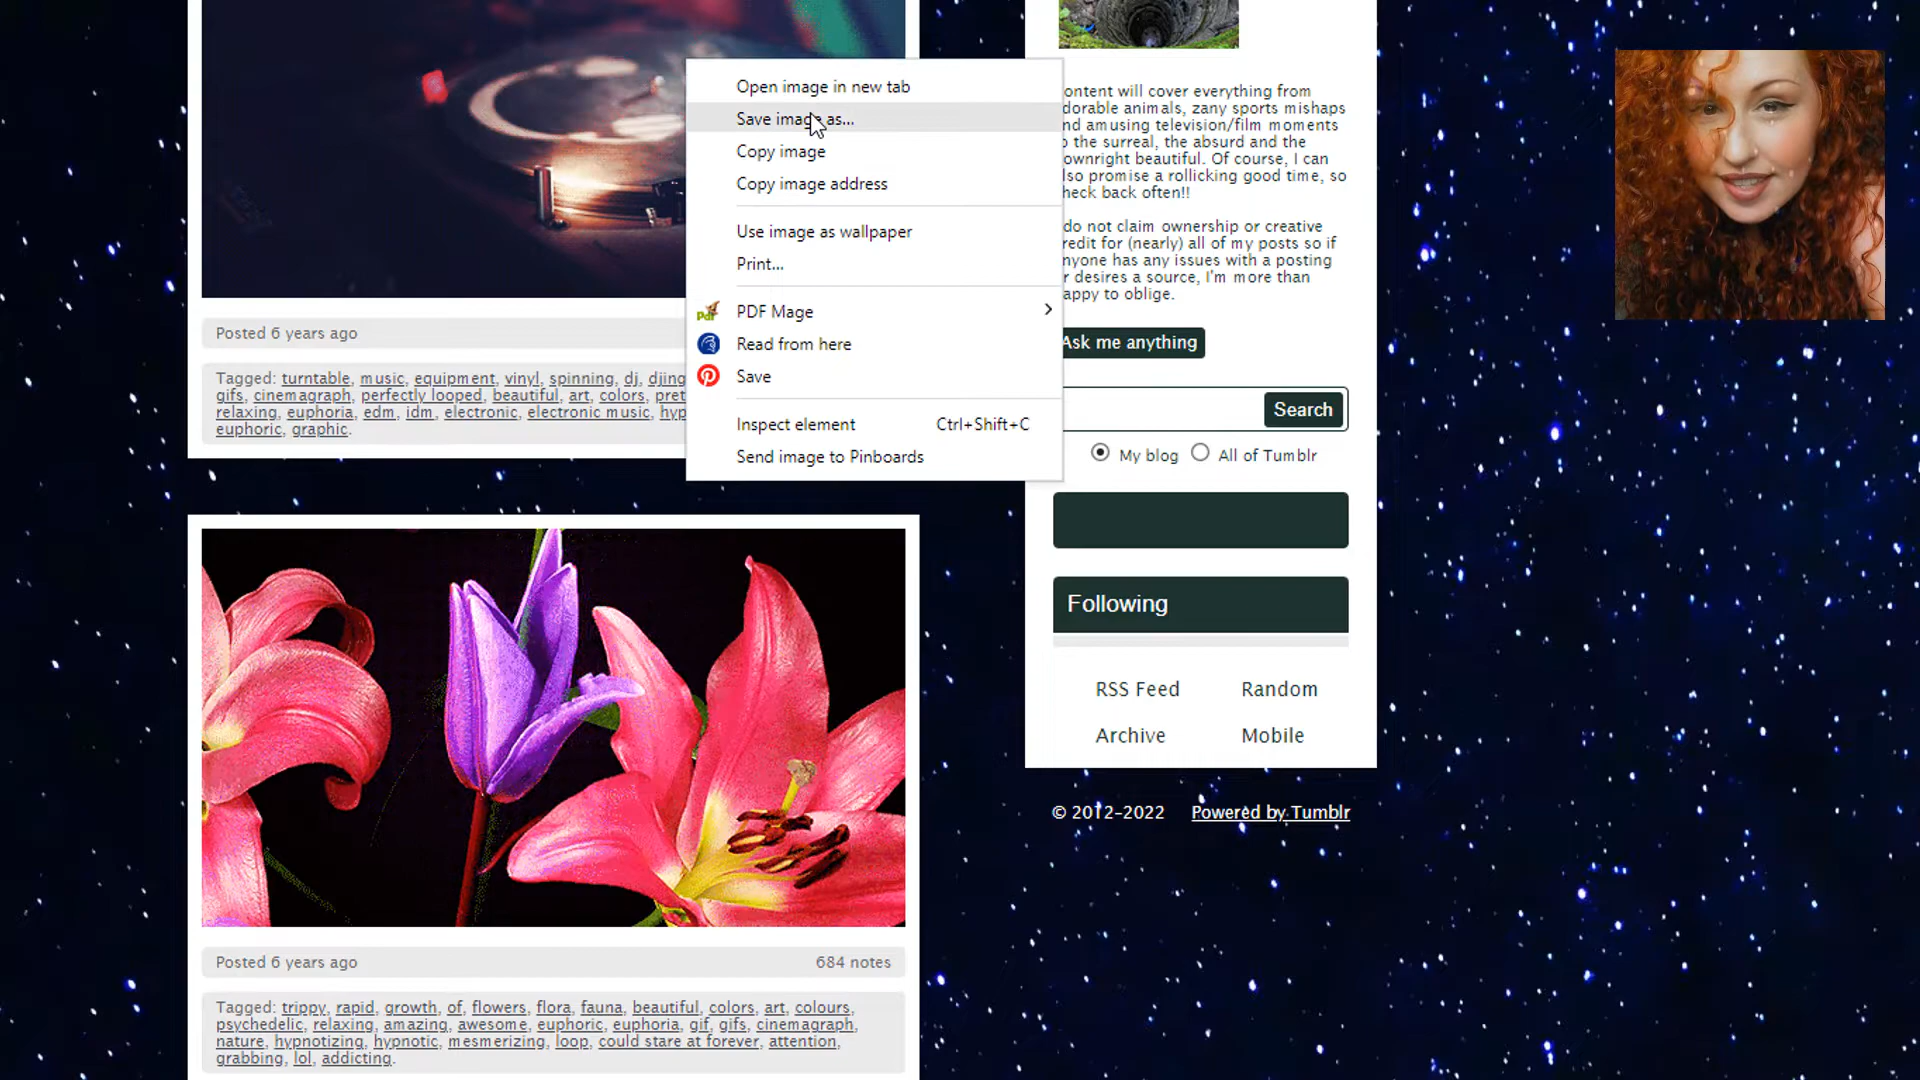 Open image in new tab
Save image as...
Copy image
Copy image address
Use image as wallpaper
Print...
PDF Mage
Read from here
Save
Inspect element Ctrl+Shift+C
Send image to Pinboards
Posted 6 years ago
Tagged: turntable, music, equipment, vinyl, spinning, dj, djing
gifs, cinemagraph, perfectly looped, beautiful, art, colors, pret
relaxing, euphoria, edm, idm, electronic, electronic music, hyp
euphoric, graphic.
Posted 6 years ago 684 notes
Tagged: trippy, rapid, growth, of, flowers, flora, fauna, beautiful, colors, art, colours,
psychedelic, relaxing, amazing, awesome, euphoric, euphoria, gif, gifs, cinemagraph,
nature, hypnotizing, hypnotic, mesmerizing, loop, could stare at forever, attention,
grabbing, lol, addicting.
ontent will cover everything from
dorable animals, zany sports mishaps
nd amusing television/film moments
o the surreal, the absurd and the
ownright beautiful. Of course, I can
lso promise a rollicking good time, so
heck back often!!
do not claim ownership or creative
redit for (nearly) all of my posts so if
nyone has any issues with a posting
r desires a source, I'm more than
appy to oblige.
Ask me anything
Search
My blog All of Tumblr
Following
RSS Feed Random
Archive Mobile
© 2012-2022 Powered by Tumblr